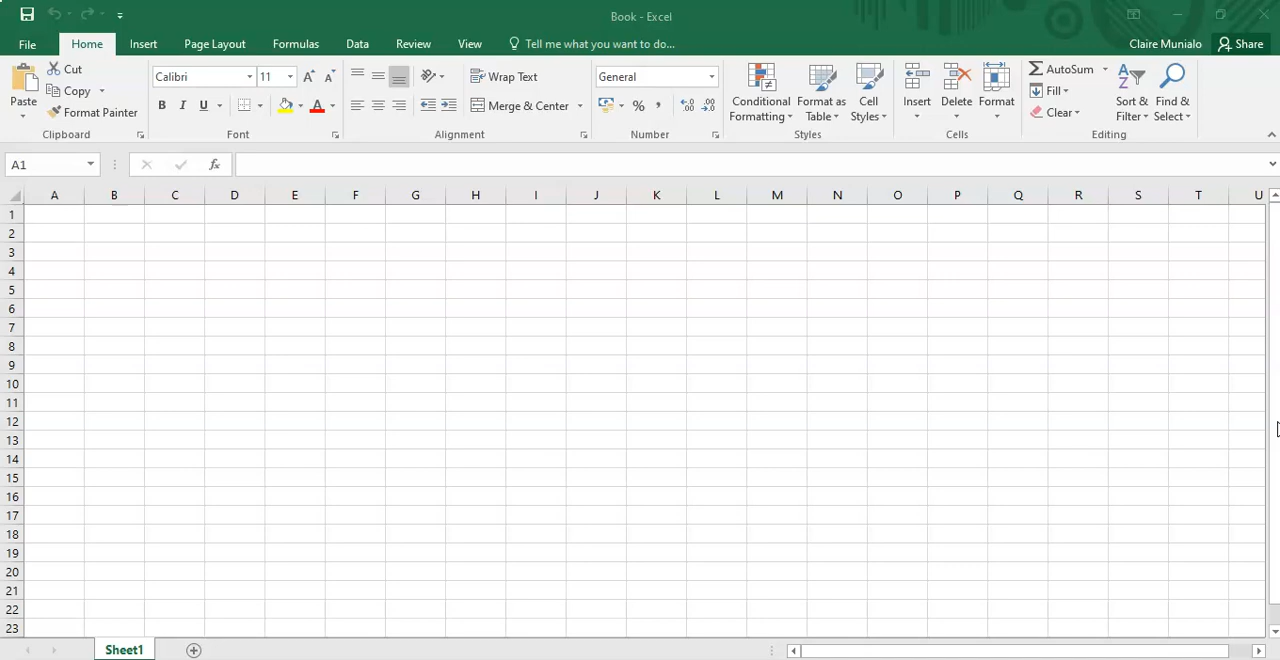 Book - Excel
File Home Insert Page Layout Formulas Data Review View Tell me what you want to do... Claire Munialo Share
Paste Cut Copy Format Painter Clipboard
Calibri 11 B I U A Font
Wrap Text Merge & Center Alignment
General % , Number
Conditional Formatting Format as Table Cell Styles Styles
Insert Delete Format Cells
AutoSum Fill Clear Sort & Filter Find & Select Editing
A1 fx
A B C D E F G H I J K L M N O P Q R S T U
1
2
3
4
5
6
7
8
9
10
11
12
13
14
15
16
17
18
19
20
21
22
23
Sheet1